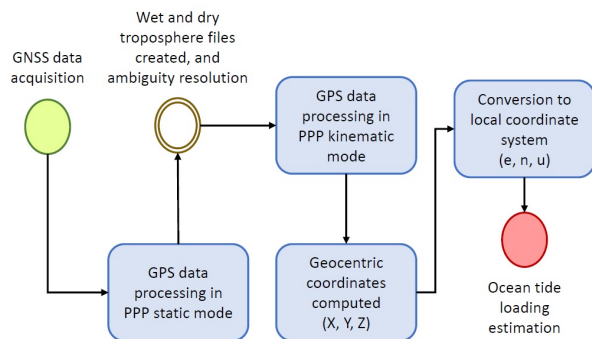 GNSS data
acquisition
Wet and dry
troposphere files
created, and
ambiguity resolution
GPS data
processing in
PPP kinematic
mode
Conversion to
local coordinate
system
(e, n, u)
GPS data
processing in
PPP static mode
Geocentric
coordinates
computed
(X, Y, Z)
Ocean tide
loading
estimation